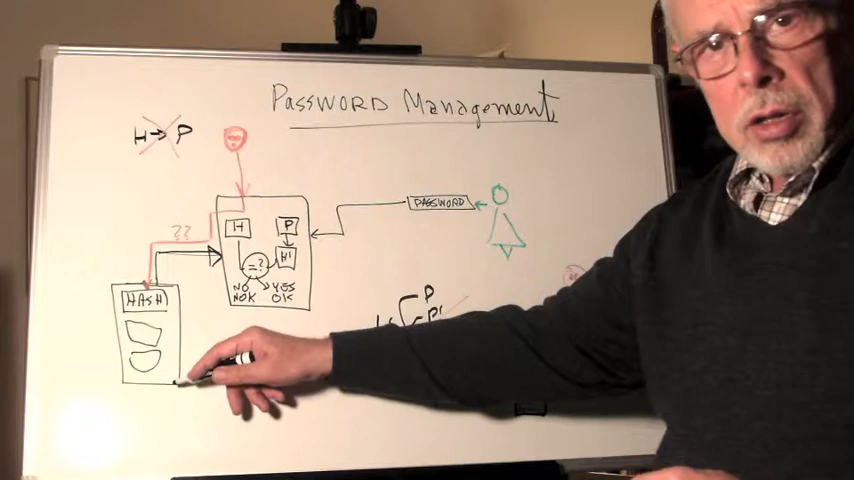 PASSWORD Management
H → P
PASSWORD
H P
??
=? H'
NO YES
NOK OK
HASH
P
P'